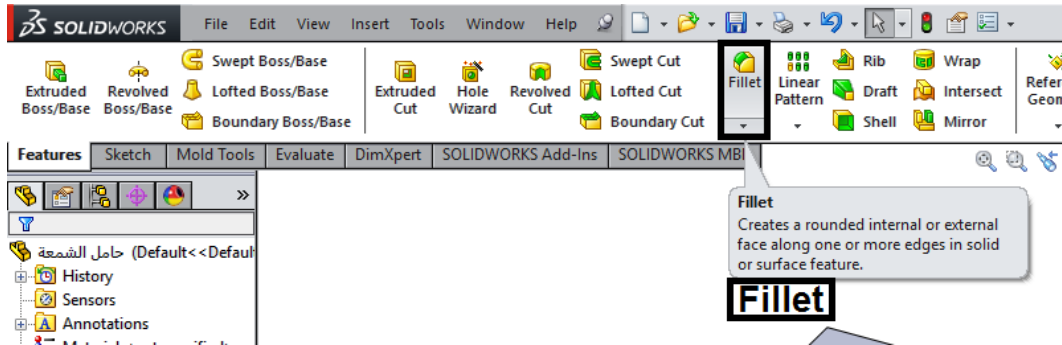 SOLIDWORKS File Edit View Insert Tools Window Help
Extruded Boss/Base
Revolved Boss/Base
Swept Boss/Base
Lofted Boss/Base
Boundary Boss/Base
Extruded Cut
Hole Wizard
Revolved Cut
Swept Cut
Lofted Cut
Boundary Cut
Fillet
Linear Pattern
Rib
Draft
Shell
Wrap
Intersect
Mirror
Refer
Geon
Features Sketch Mold Tools Evaluate DimXpert SOLIDWORKS Add-Ins SOLIDWORKS MB
Fillet
Creates a rounded internal or external
face along one or more edges in solid
or surface feature.
Fillet
حامل الشمعة (Default<<Defaul
History
Sensors
A Annotations